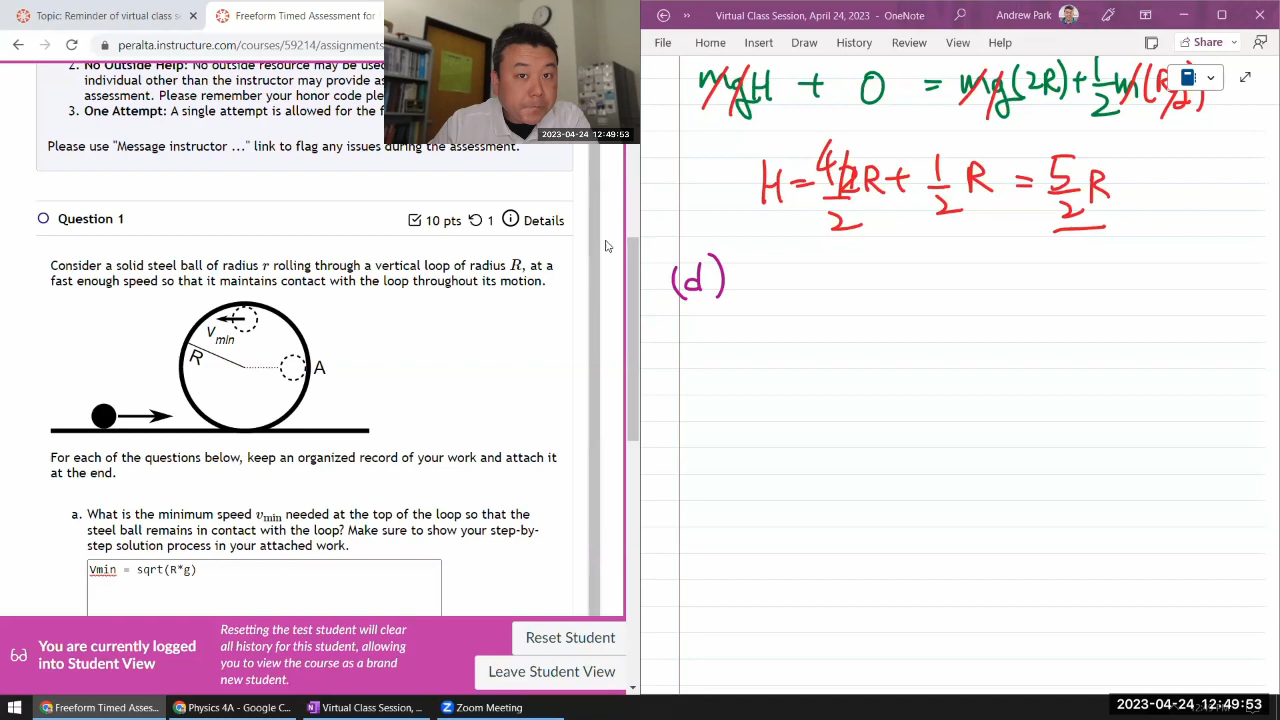 Topic: Reminder of virtual class s
Freeform Timed Assessment for
peralta.instructure.com/courses/59214/assignments
2. No Outside Help: No outside resource may be used
individual other than the instructor may provide as
assessment. Please remember your honor code ple
3. One Attempt: A single attempt is allowed for the f
Please use "Message instructor ..." link to flag any issues during the assessment.
2023-04-24 12:49:53
Question 1
10 pts
1
Details
Consider a solid steel ball of radius r rolling through a vertical loop of radius R, at a
fast enough speed so that it maintains contact with the loop throughout its motion.
V min
R
A
For each of the questions below, keep an organized record of your work and attach it
at the end.
a. What is the minimum speed vmin needed at the top of the loop so that the
steel ball remains in contact with the loop? Make sure to show your step-by-
step solution process in your attached work.
Vmin = sqrt(R*g)
You are currently logged
into Student View
Resetting the test student will clear
all history for this student, allowing
you to view the course as a brand
new student.
Reset Student
Leave Student View
Virtual Class Session, April 24, 2023 - OneNote
Andrew Park
File Home Insert Draw History Review View Help
Share
mgH + 0 = mg(2R) + 1/2 m(R
H = 4/2 R + 1/2 R = 5/2 R
(d)
Freeform Timed Asses...
Physics 4A - Google C...
Virtual Class Session, ...
Zoom Meeting
2023-04-24 12:49:53